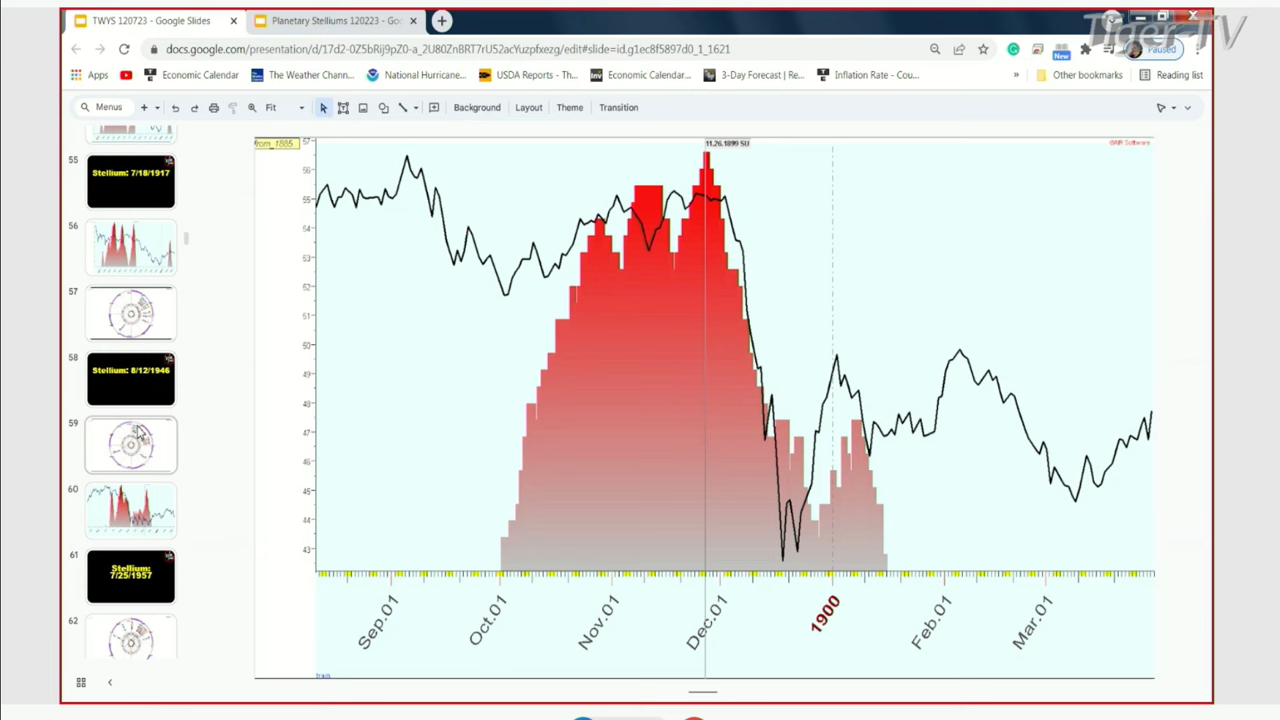 TWYS 120723 - Google Slides
Planetary Stelliums 120223 - Goo
Tiger-TV
docs.google.com/presentation/d/17d2-0Z5bRij9pZ0-a_2U80ZnBRT7rU52acYuzpfxezg/edit#slide=id.g1ec8f5897d0_1_1621
Paused
New
Apps
Economic Calendar
The Weather Chann...
National Hurricane...
USDA Reports - Th...
Economic Calendar...
3-Day Forecast | Re...
Inflation Rate - Cou...
»
Other bookmarks
Reading list
Menus
Fit
Background
Layout
Theme
Transition
55
Stellium: 7/18/1917
56
57
58
Stellium: 8/12/1946
59
60
61
Stellium:
7/25/1957
62
from_1885
11.26.1899 SU
57
56
55
54
53
52
51
50
49
48
47
46
45
44
43
Sep.01
Oct.01
Nov.01
Dec.01
1900
Feb.01
Mar.01